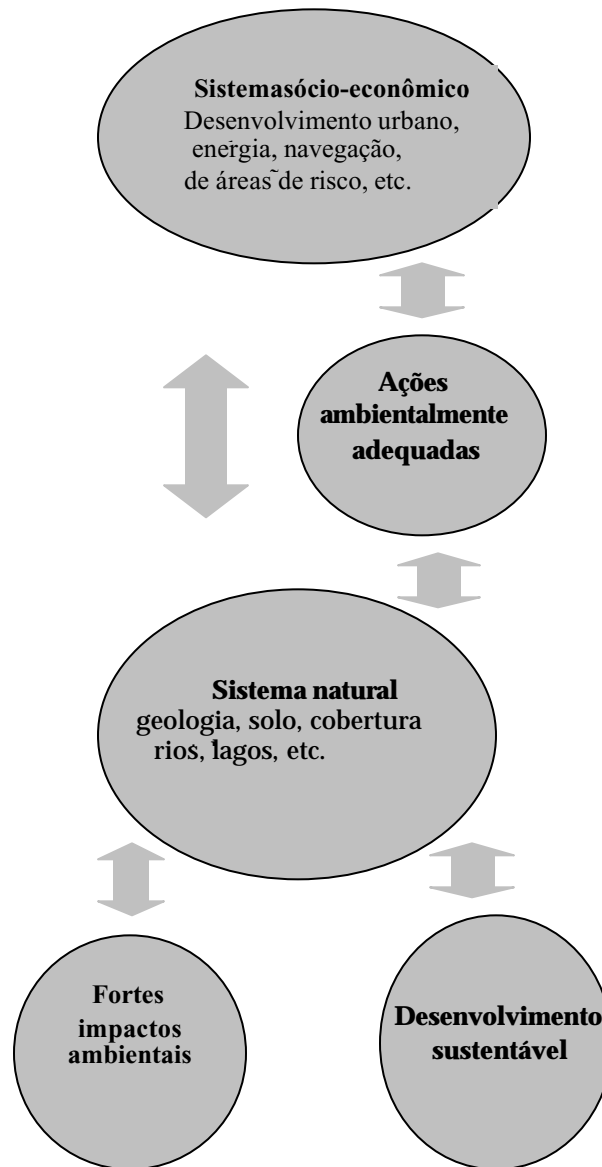 Sistemasócio-econômico
Desenvolvimento urbano,
energia, navegação,
de áreas de risco, etc.
Ações
ambientalmente
adequadas
Sistema natural
geologia, solo, cobertura
rios, lagos, etc.
Fortes
impactos
ambientais
Desenvolvimento
sustentável